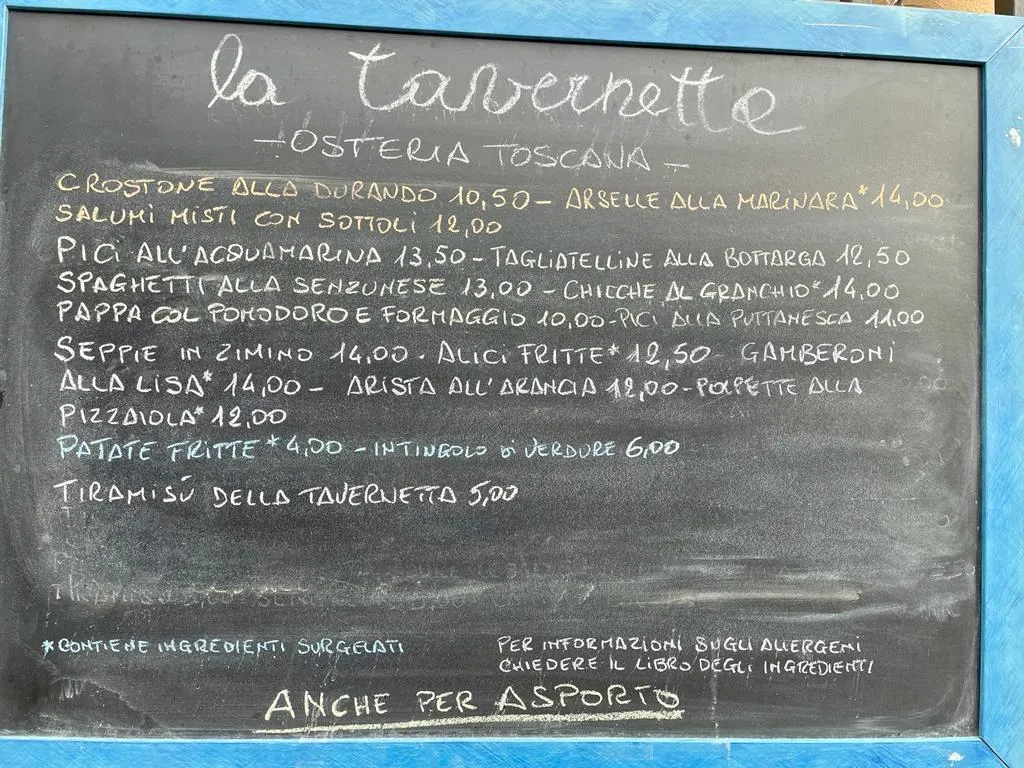 la tavernetta
- OSTERIA TOSCANA -
CROSTONE ALLA DURANDO 10,50 - ARSELLE ALLA MARINARA* 14,00
SALUMI MISTI CON SOTTOLI 12,00
PICI ALL'ACQUAMARINA 13,50 - TAGLIATELLINE ALLA BOTTARGA 12,50
SPAGHETTI ALLA SENZUNESE 13,00 - CHICCHE AL GRANCHIO* 14,00
PAPPA COL POMODORO E FORMAGGIO 10,00 - PICI ALLA PUTTANESCA 11,00
SEPPIE IN ZIMINO 14,00 - ALICI FRITTE* 12,50 - GAMBERONI
ALLA LISA* 14,00 - ARISTA ALL'ARANCIA 12,00 - POLPETTE ALLA
PIZZAIOLA* 12,00
PATATE FRITTE* 4,00 - INTINGOLO DI VERDURE 6,00
TIRAMISÚ DELLA TAVERNETTA 5,00
*CONTIENE INGREDIENTI SURGELATI
PER INFORMAZIONI SUGLI ALLERGENI
CHIEDERE IL LIBRO DEGLI INGREDIENTI
ANCHE PER ASPORTO